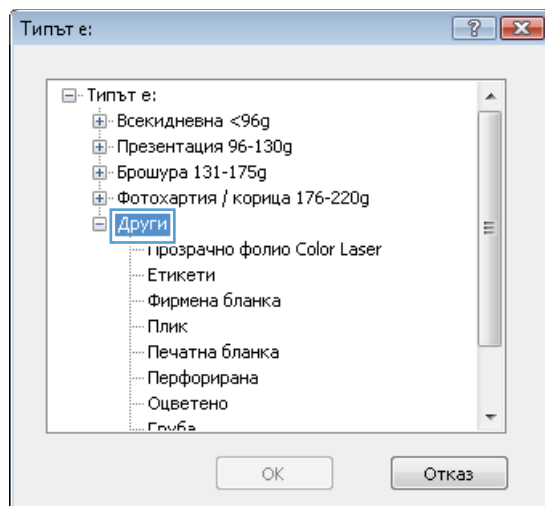 Типът е:
Типът е:
Всекидневна <96g
Презентация 96-130g
Брошура 131-175g
Фотохартия / корица 176-220g
Други
Прозрачно фолио Color Laser
Етикети
Фирмена бланка
Плик
Печатна бланка
Перфорирана
Оцветено
Груба
OK
Отказ